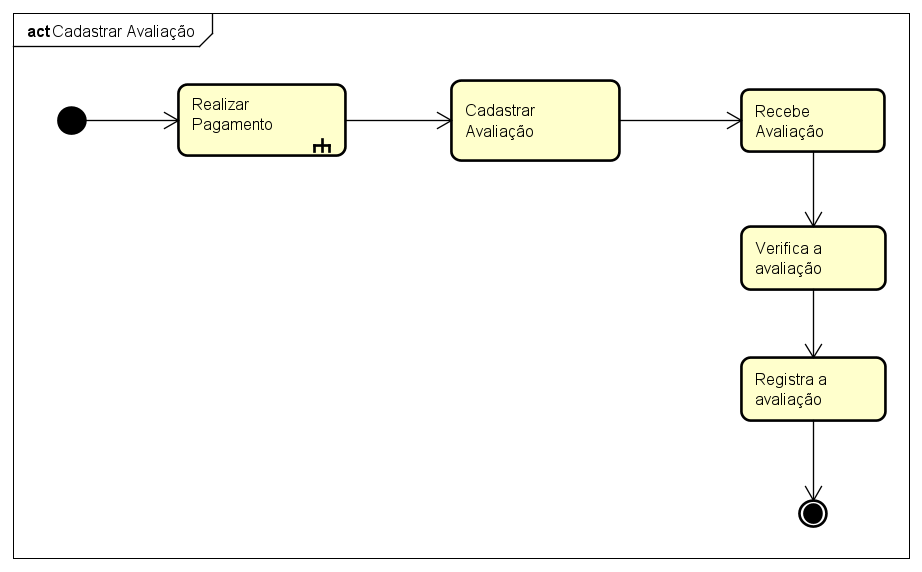 act Cadastrar Avaliação
Realizar
Pagamento
Cadastrar
Avaliação
Recebe
Avaliação
Verifica a
avaliação
Registra a
avaliação